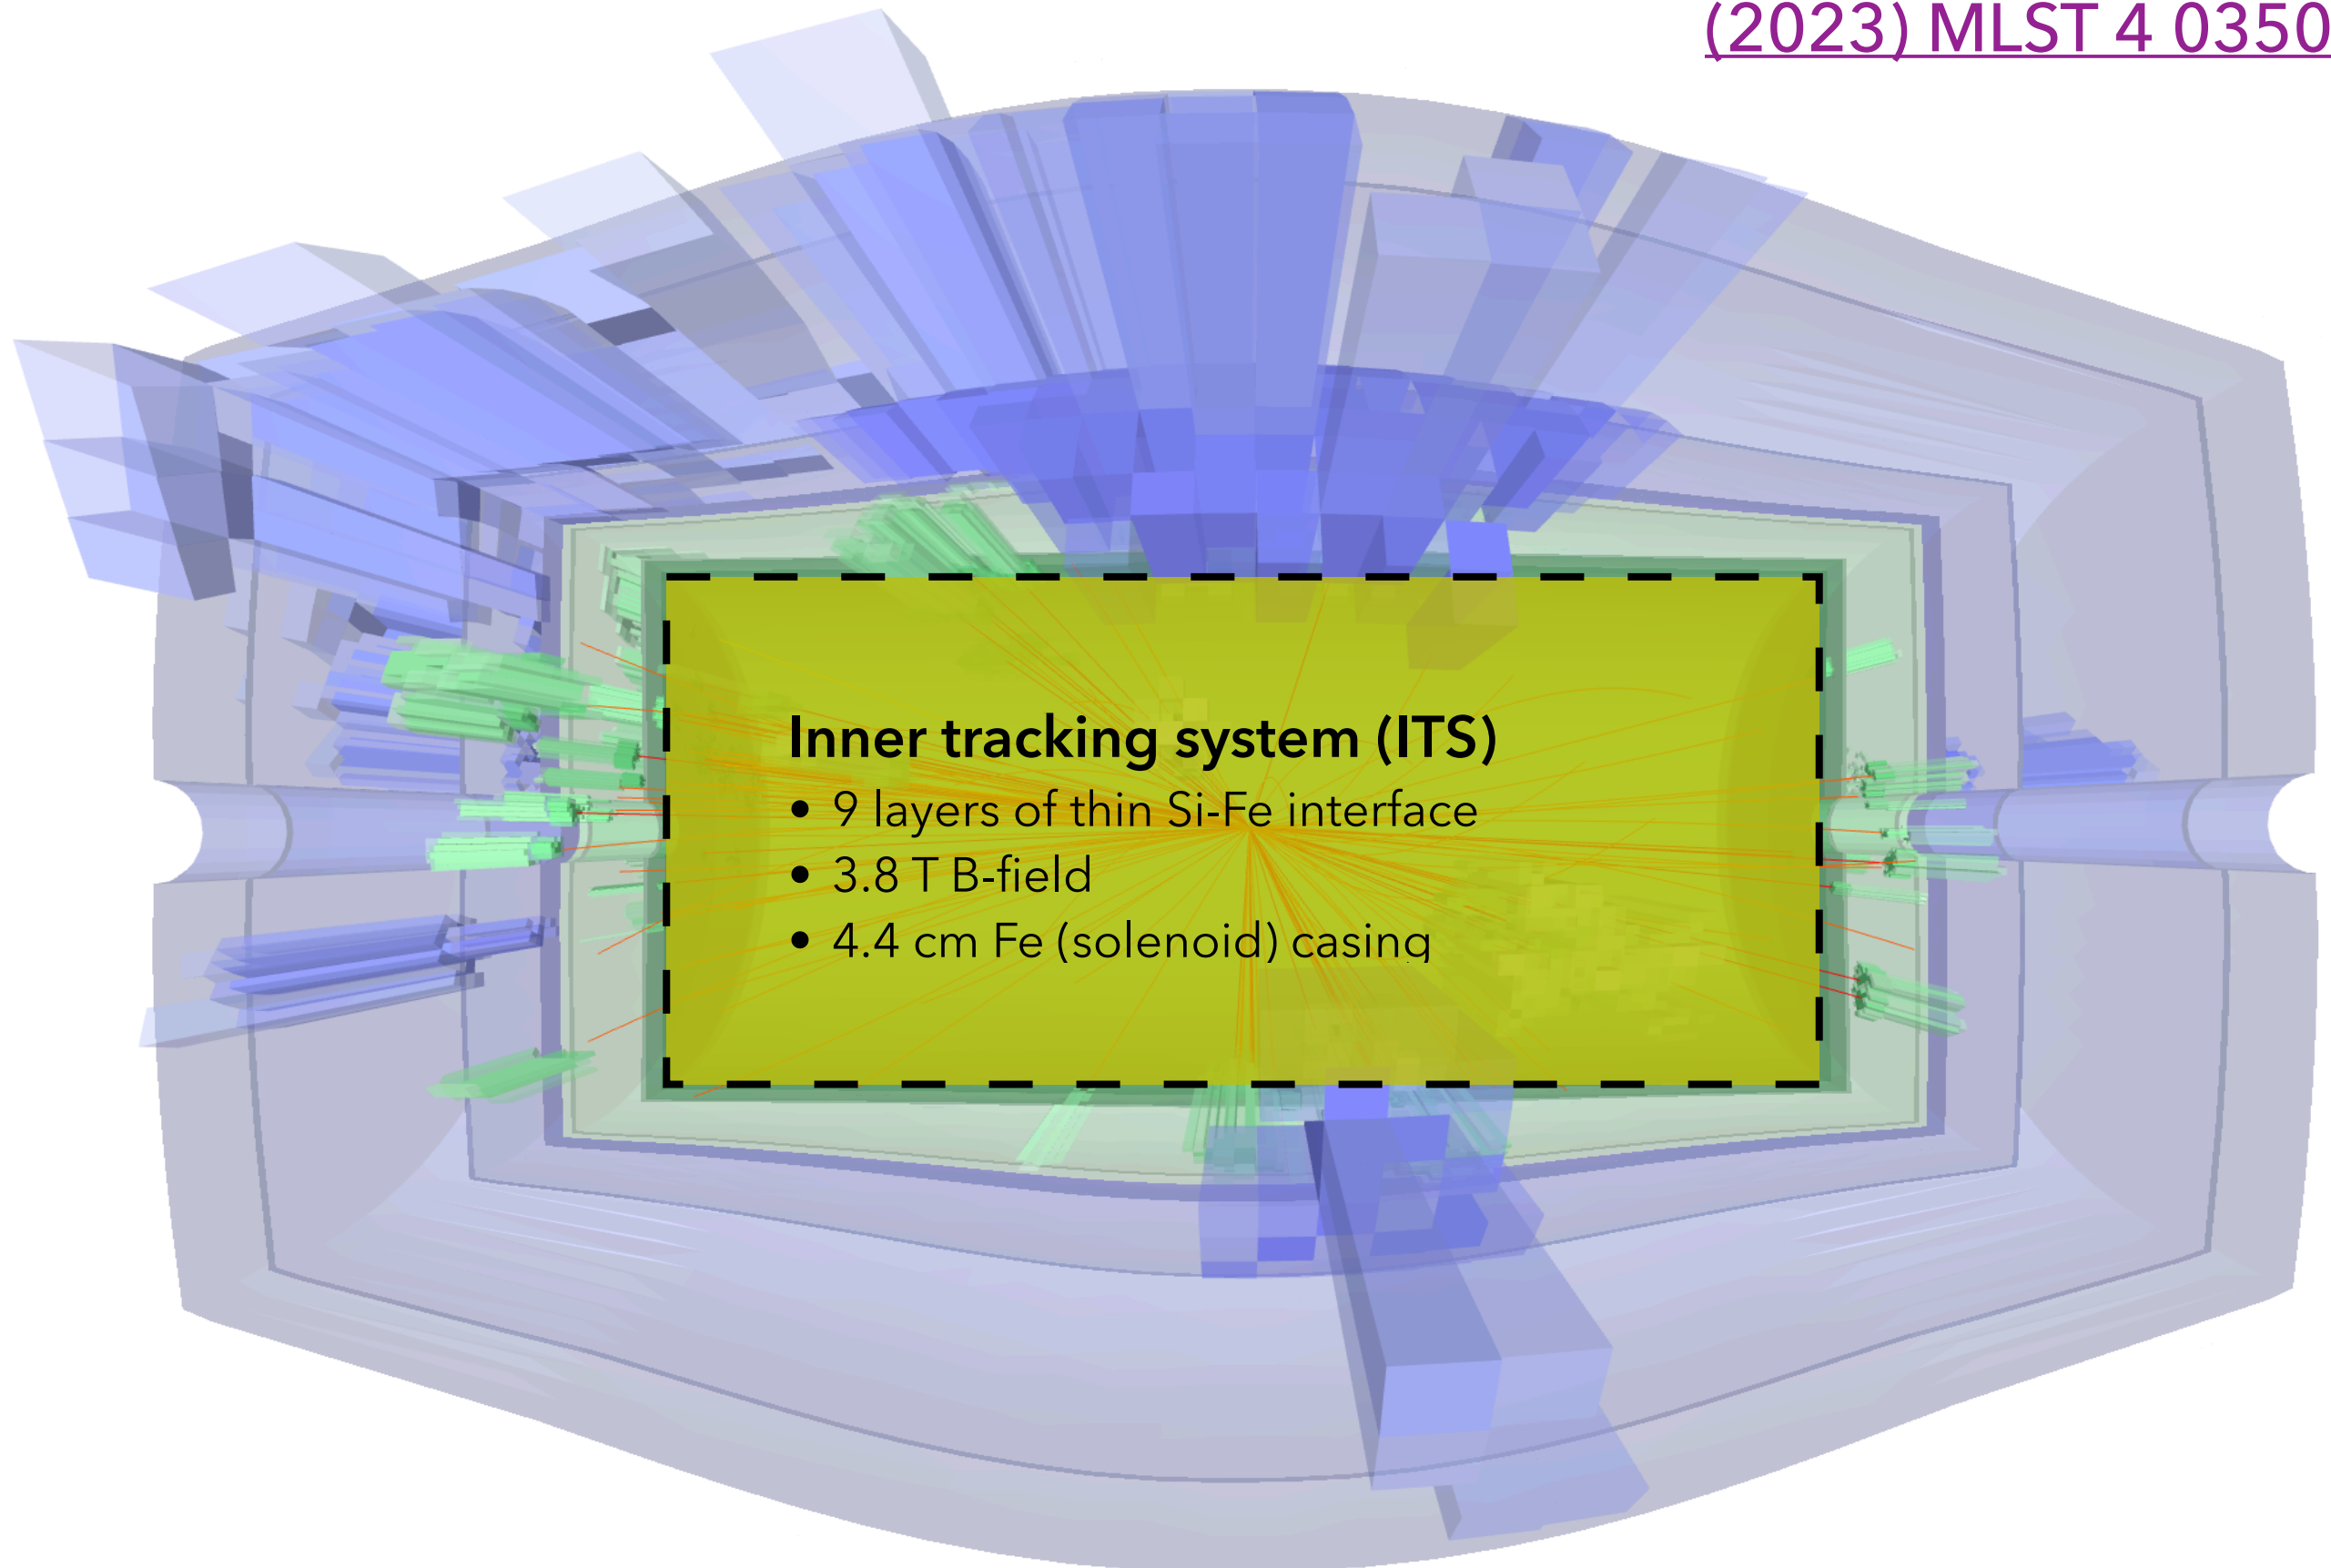 (2023) MLST 4 0350
Inner tracking system (ITS)
• 9 layers of thin Si-Fe interface
• 3.8 T B-field
• 4.4 cm Fe (solenoid) casing